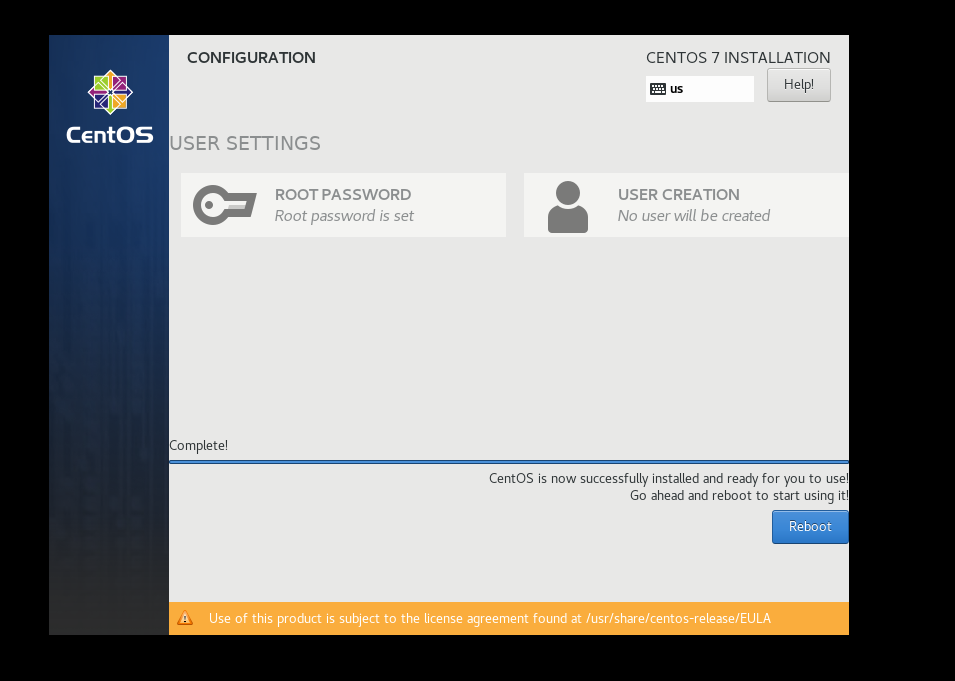 CONFIGURATION
CENTOS 7 INSTALLATION
us
Help!
CentOS
USER SETTINGS
ROOT PASSWORD
Root password is set
USER CREATION
No user will be created
Complete!
CentOS is now successfully installed and ready for you to use!
Go ahead and reboot to start using it!
Reboot
Use of this product is subject to the license agreement found at /usr/share/centos-release/EULA